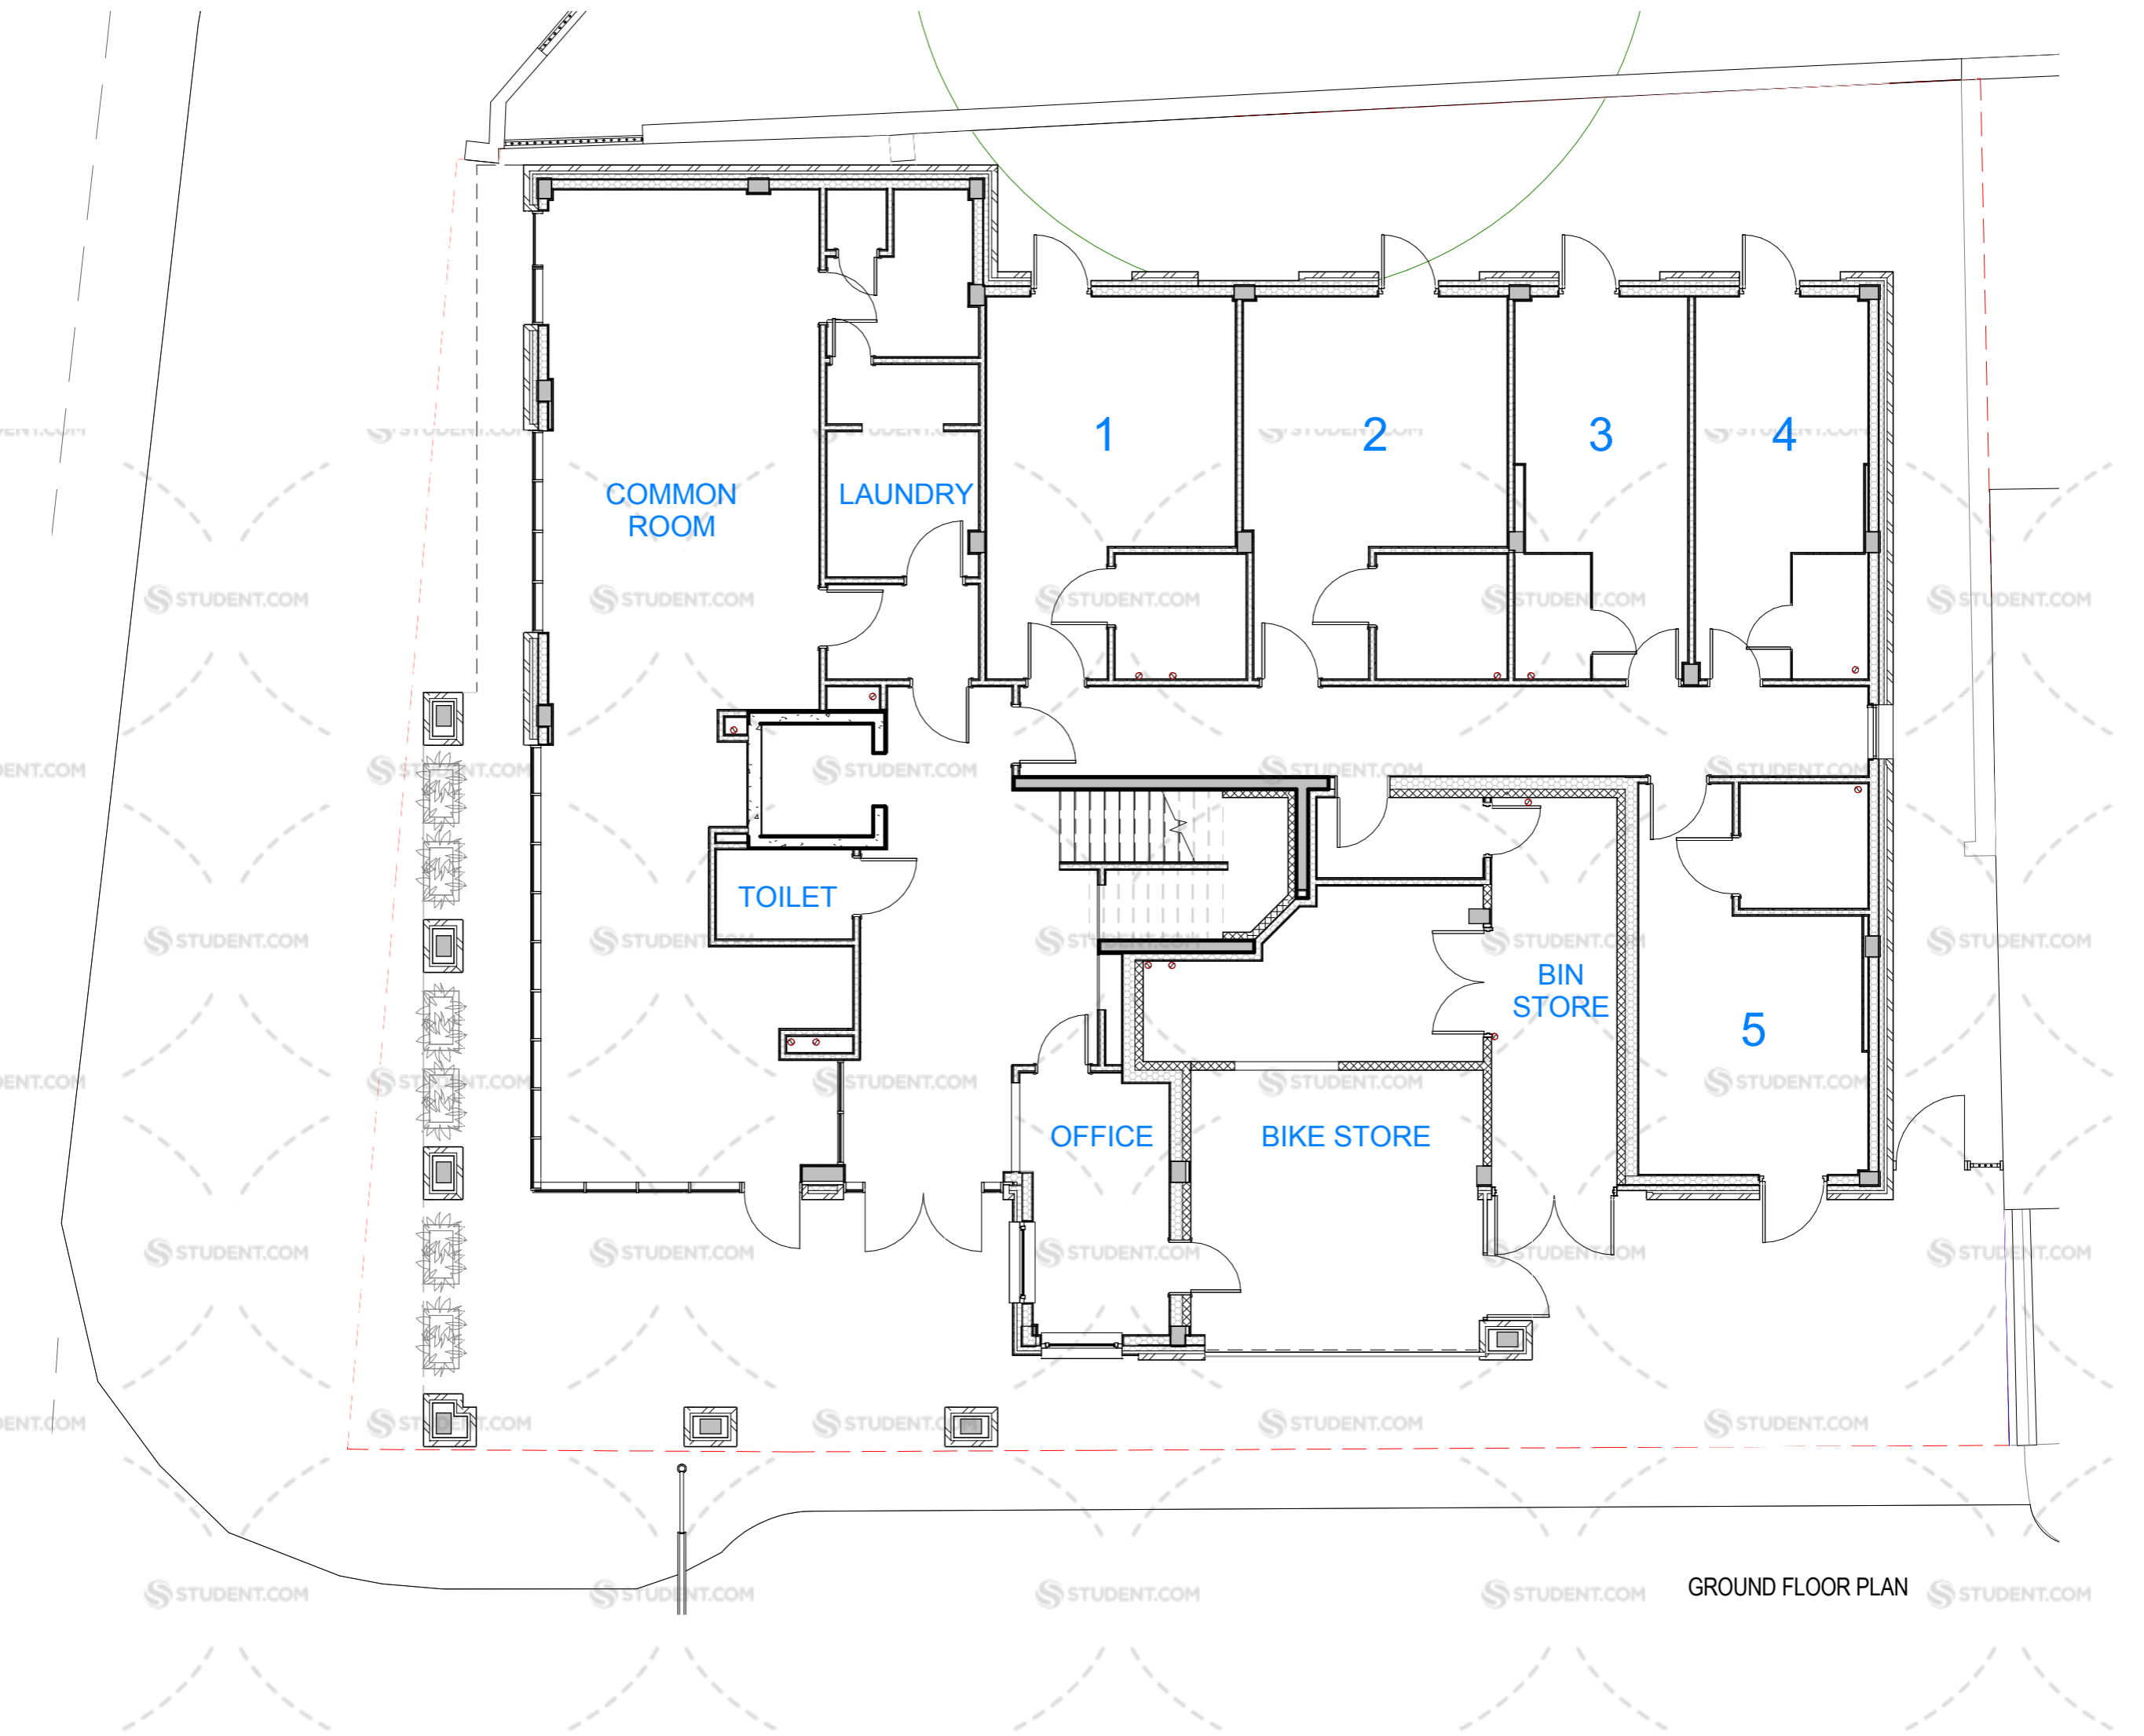 1
2
3
4
COMMON
ROOM
LAUNDRY
TOILET
BIN
STORE
5
OFFICE
BIKE STORE
GROUND FLOOR PLAN
STUDENT.COM